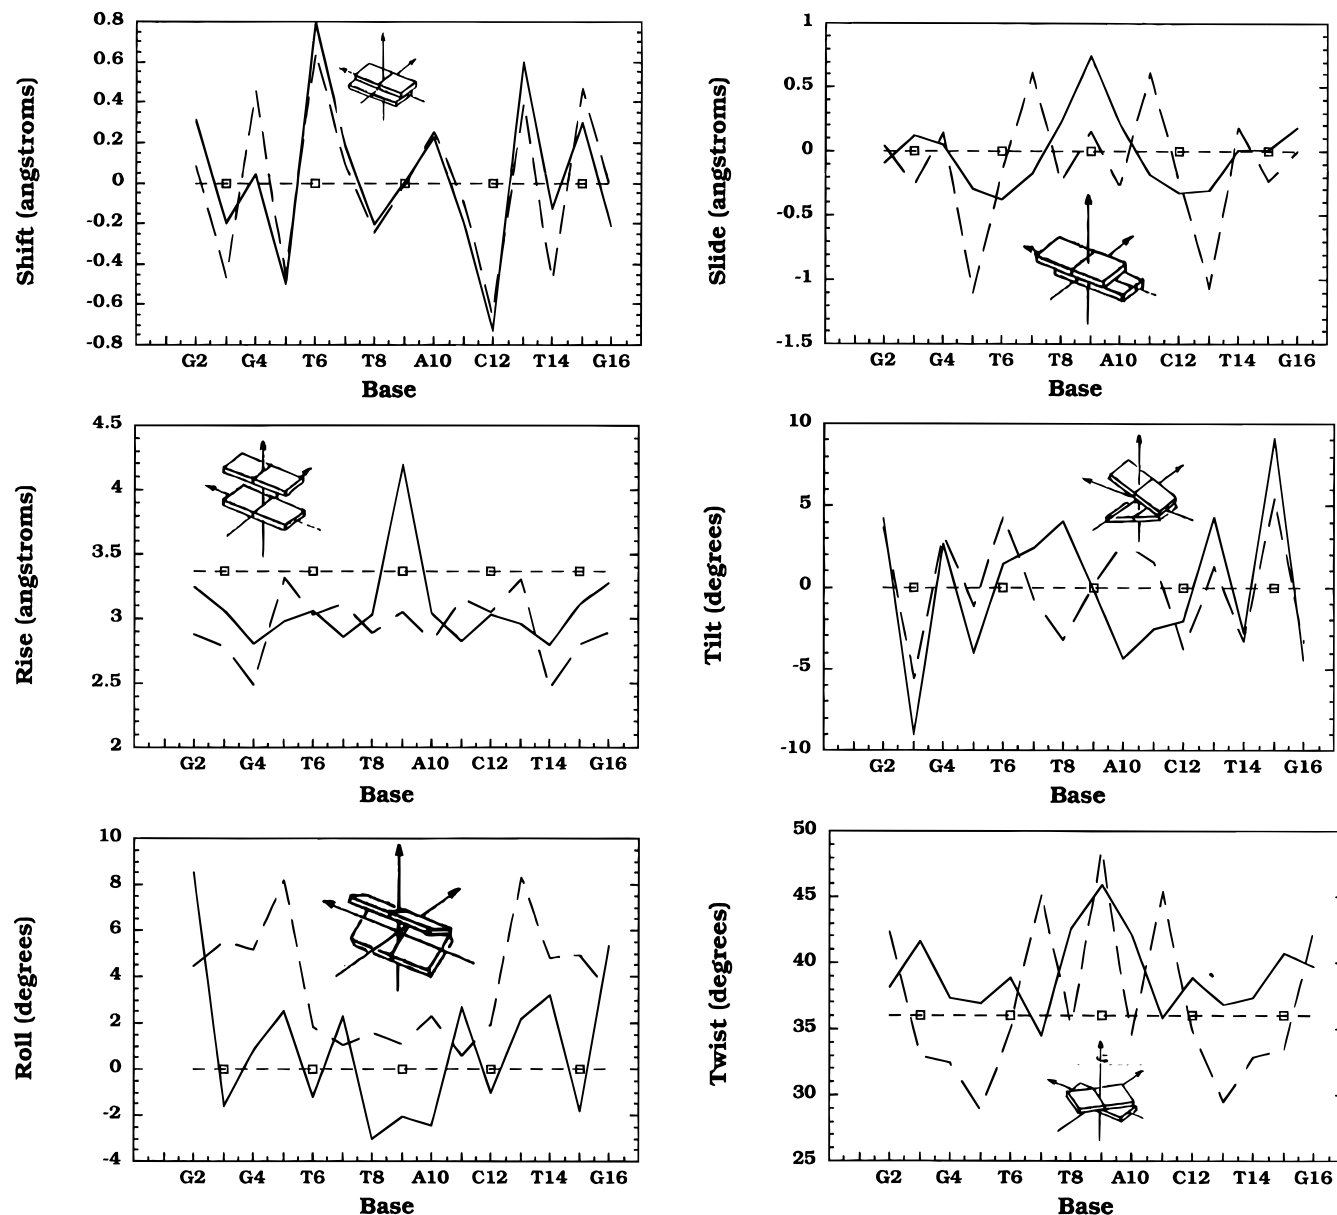 Shift (angstroms)
0.8
0.6
0.4
0.2
0
-0.2
-0.4
-0.6
-0.8
G2 G4 T6 T8 A10 C12 T14 G16
Base
Slide (angstroms)
1
0.5
0
-0.5
-1
-1.5
G2 G4 T6 T8 A10 C12 T14 G16
Base
Rise (angstroms)
4.5
4
3.5
3
2.5
2
G2 G4 T6 T8 A10 C12 T14 G16
Base
Tilt (degrees)
10
5
0
-5
-10
G2 G4 T6 T8 A10 C12 T14 G16
Base
Roll (degrees)
10
8
6
4
2
0
-2
-4
G2 G4 T6 T8 A10 C12 T14 G16
Base
Twist (degrees)
50
45
40
35
30
25
G2 G4 T6 T8 A10 C12 T14 G16
Base